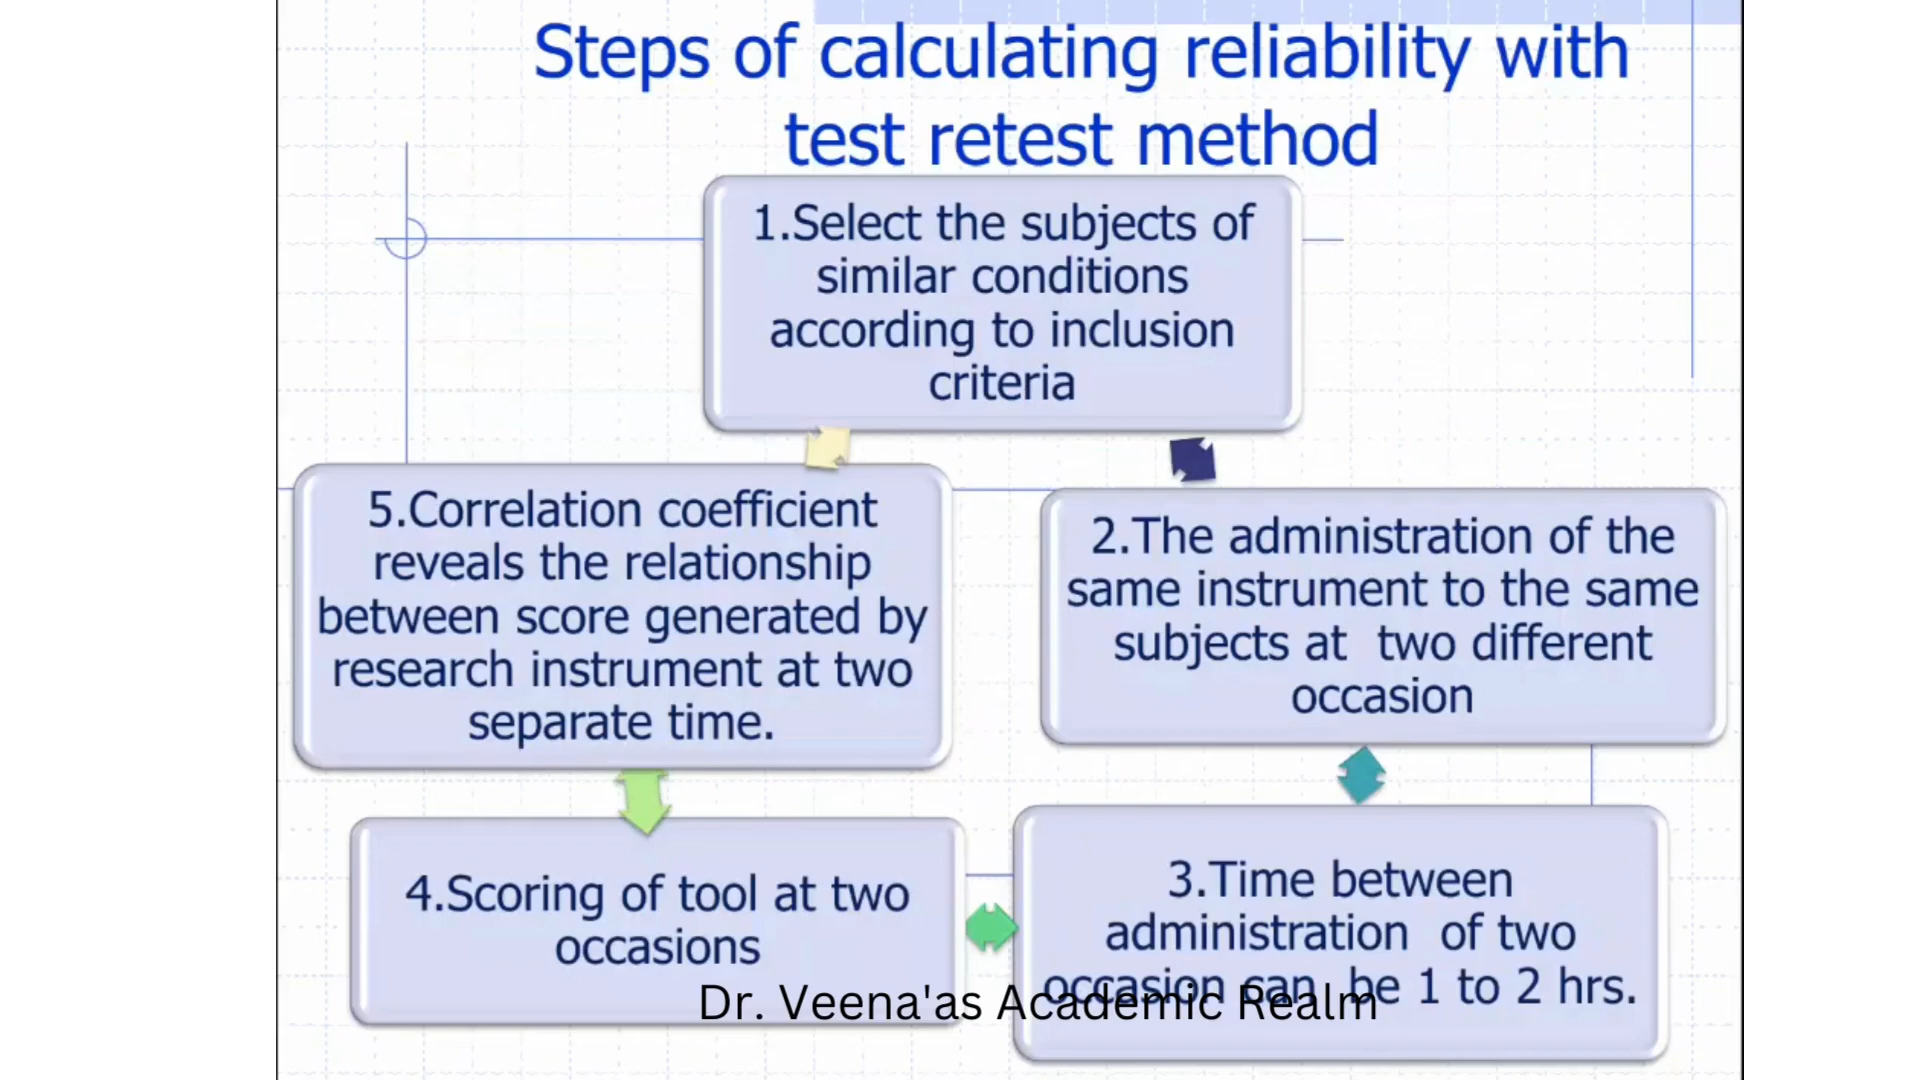 Steps of calculating reliability with
test retest method
1.Select the subjects of
similar conditions
according to inclusion
criteria
2.The administration of the
same instrument to the same
subjects at two different
occasion
3.Time between
administration of two
occasion can be 1 to 2 hrs.
4.Scoring of tool at two
occasions
5.Correlation coefficient
reveals the relationship
between score generated by
research instrument at two
separate time.
Dr. Veena'as Academic Realm